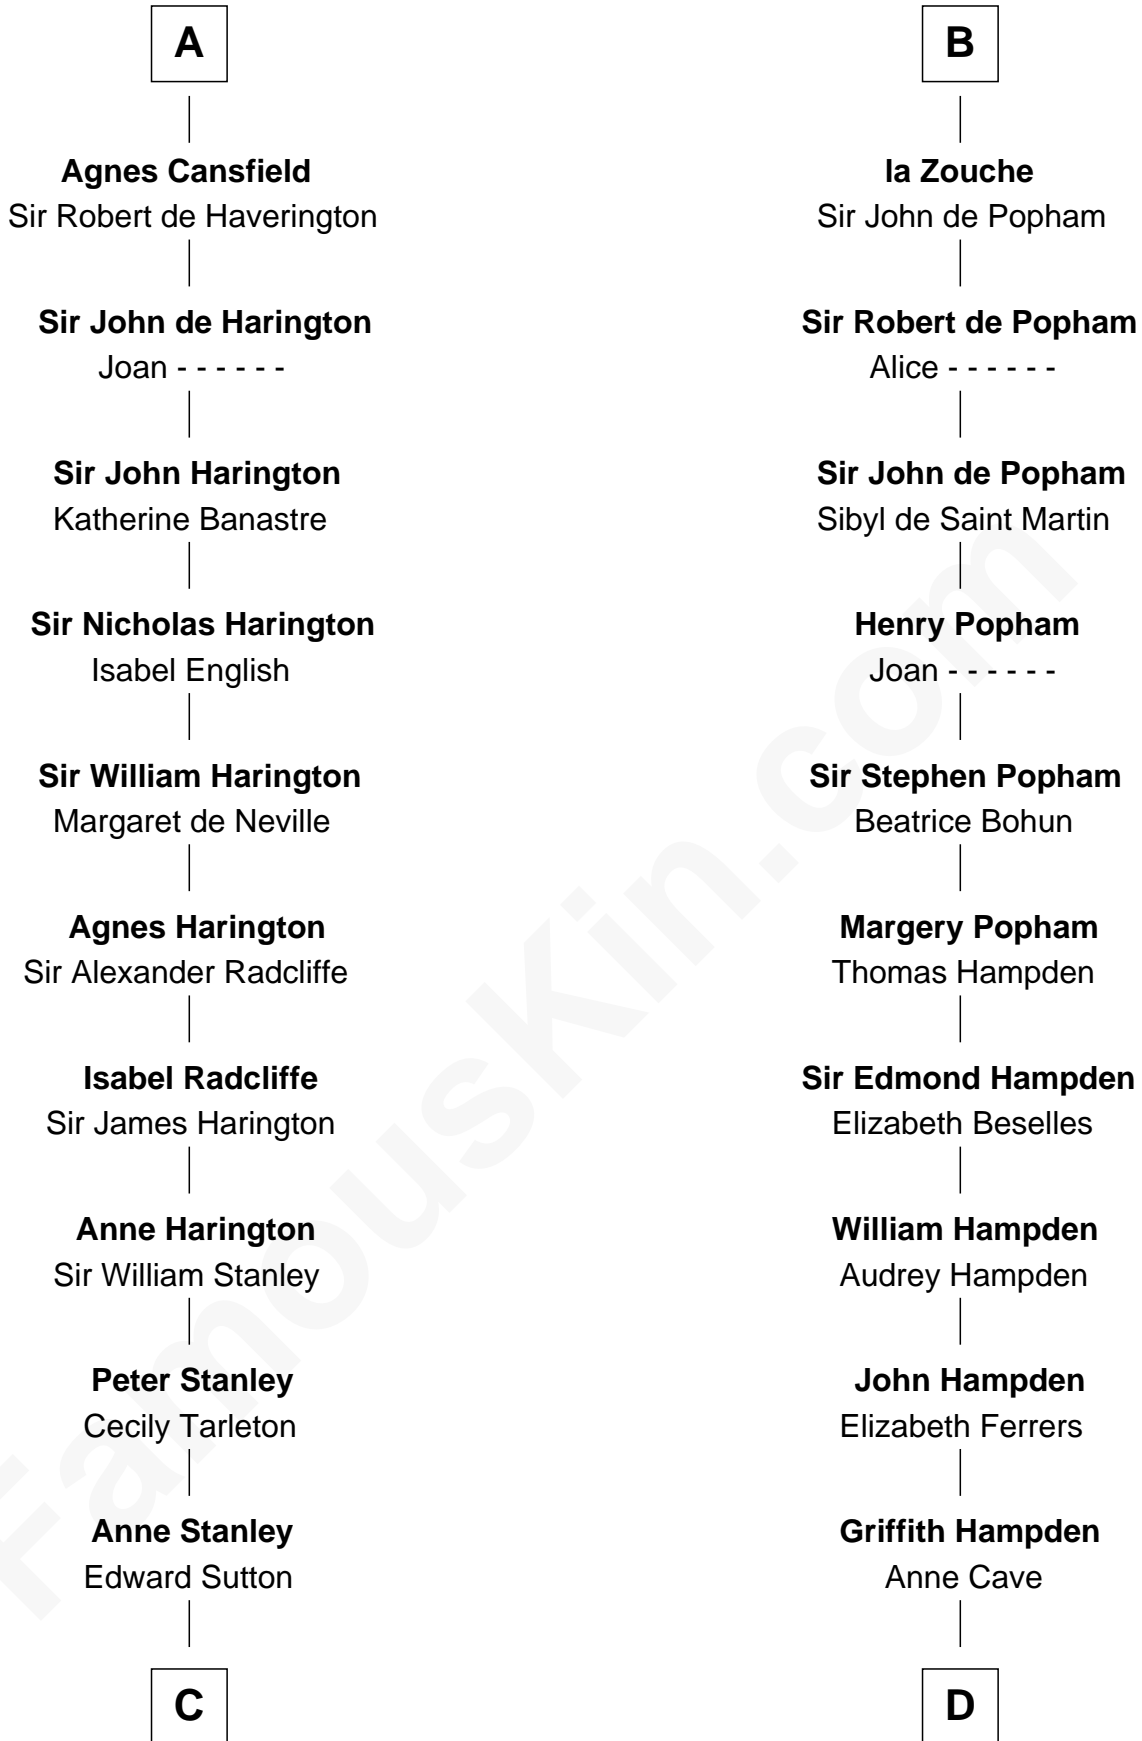 A
Agnes Cansfield
Sir Robert de Haverington
Sir John de Harington
Joan - - - - - -
Sir John Harington
Katherine Banastre
Sir Nicholas Harington
Isabel English
Sir William Harington
Margaret de Neville
Agnes Harington
Sir Alexander Radcliffe
Isabel Radcliffe
Sir James Harington
Anne Harington
Sir William Stanley
Peter Stanley
Cecily Tarleton
Anne Stanley
Edward Sutton
C
B
la Zouche
Sir John de Popham
Sir Robert de Popham
Alice - - - - - -
Sir John de Popham
Sibyl de Saint Martin
Henry Popham
Joan - - - - - -
Sir Stephen Popham
Beatrice Bohun
Margery Popham
Thomas Hampden
Sir Edmond Hampden
Elizabeth Beselles
William Hampden
Audrey Hampden
John Hampden
Elizabeth Ferrers
Griffith Hampden
Anne Cave
D
FamousKin.com